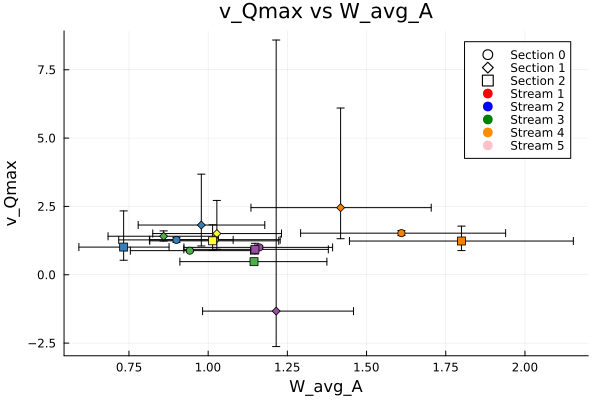 v_Qmax vs W_avg_A
Section 0
Section 1
Section 2
Stream 1
Stream 2
Stream 3
Stream 4
Stream 5
7.5
5.0
2.5
0.0
−2.5
v_Qmax
0.75
1.00
1.25
1.50
1.75
2.00
W_avg_A